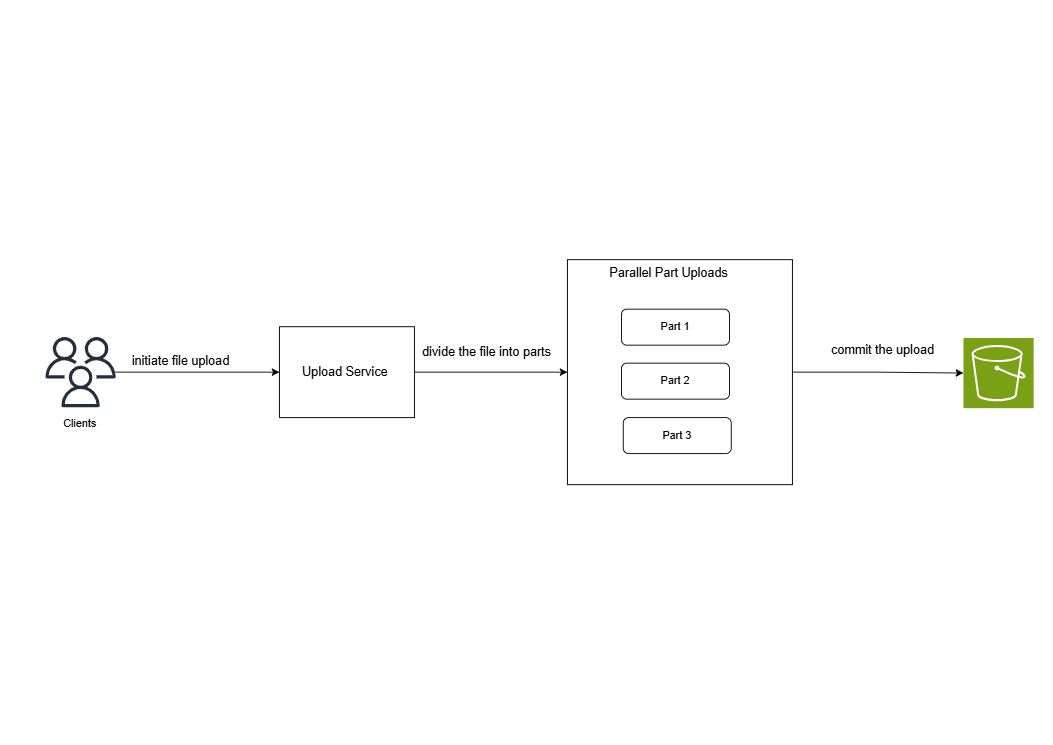 Parallel Part Uploads
Part 1
initiate file upload
divide the file into parts
commit the upload
Upload Service
Part 2
Clients
Part 3